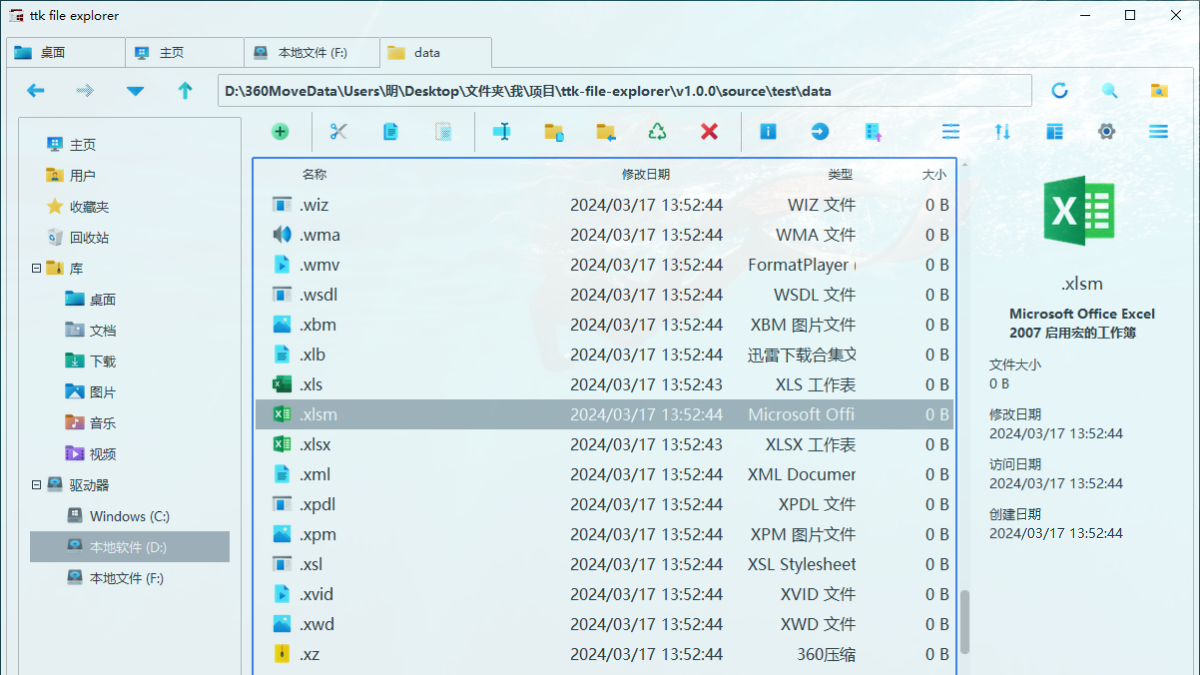 ttk file explorer
桌面 主页 本地文件 (F:) data
D:\360MoveData\Users\明\Desktop\文件夹\我\项目\ttk-file-explorer\v1.0.0\source\test\data
主页
用户
收藏夹
回收站
库
桌面
文档
下载
图片
音乐
视频
驱动器
Windows (C:)
本地软件 (D:)
本地文件 (F:)
名称 修改日期 类型 大小
.wiz 2024/03/17 13:52:44 WIZ 文件 0 B
.wma 2024/03/17 13:52:44 WMA 文件 0 B
.wmv 2024/03/17 13:52:44 FormatPlayer ( 0 B
.wsdl 2024/03/17 13:52:44 WSDL 文件 0 B
.xbm 2024/03/17 13:52:44 XBM 图片文件 0 B
.xlb 2024/03/17 13:52:44 迅雷下载合集文 0 B
.xls 2024/03/17 13:52:43 XLS 工作表 0 B
.xlsm 2024/03/17 13:52:44 Microsoft Offi 0 B
.xlsx 2024/03/17 13:52:43 XLSX 工作表 0 B
.xml 2024/03/17 13:52:44 XML Documer 0 B
.xpdl 2024/03/17 13:52:44 XPDL 文件 0 B
.xpm 2024/03/17 13:52:44 XPM 图片文件 0 B
.xsl 2024/03/17 13:52:44 XSL Stylesheet 0 B
.xvid 2024/03/17 13:52:44 XVID 文件 0 B
.xwd 2024/03/17 13:52:44 XWD 文件 0 B
.xz 2024/03/17 13:52:44 360压缩 0 B
.xlsm
Microsoft Office Excel
2007 启用宏的工作簿
文件大小
0 B
修改日期
2024/03/17 13:52:44
访问日期
2024/03/17 13:52:44
创建日期
2024/03/17 13:52:44